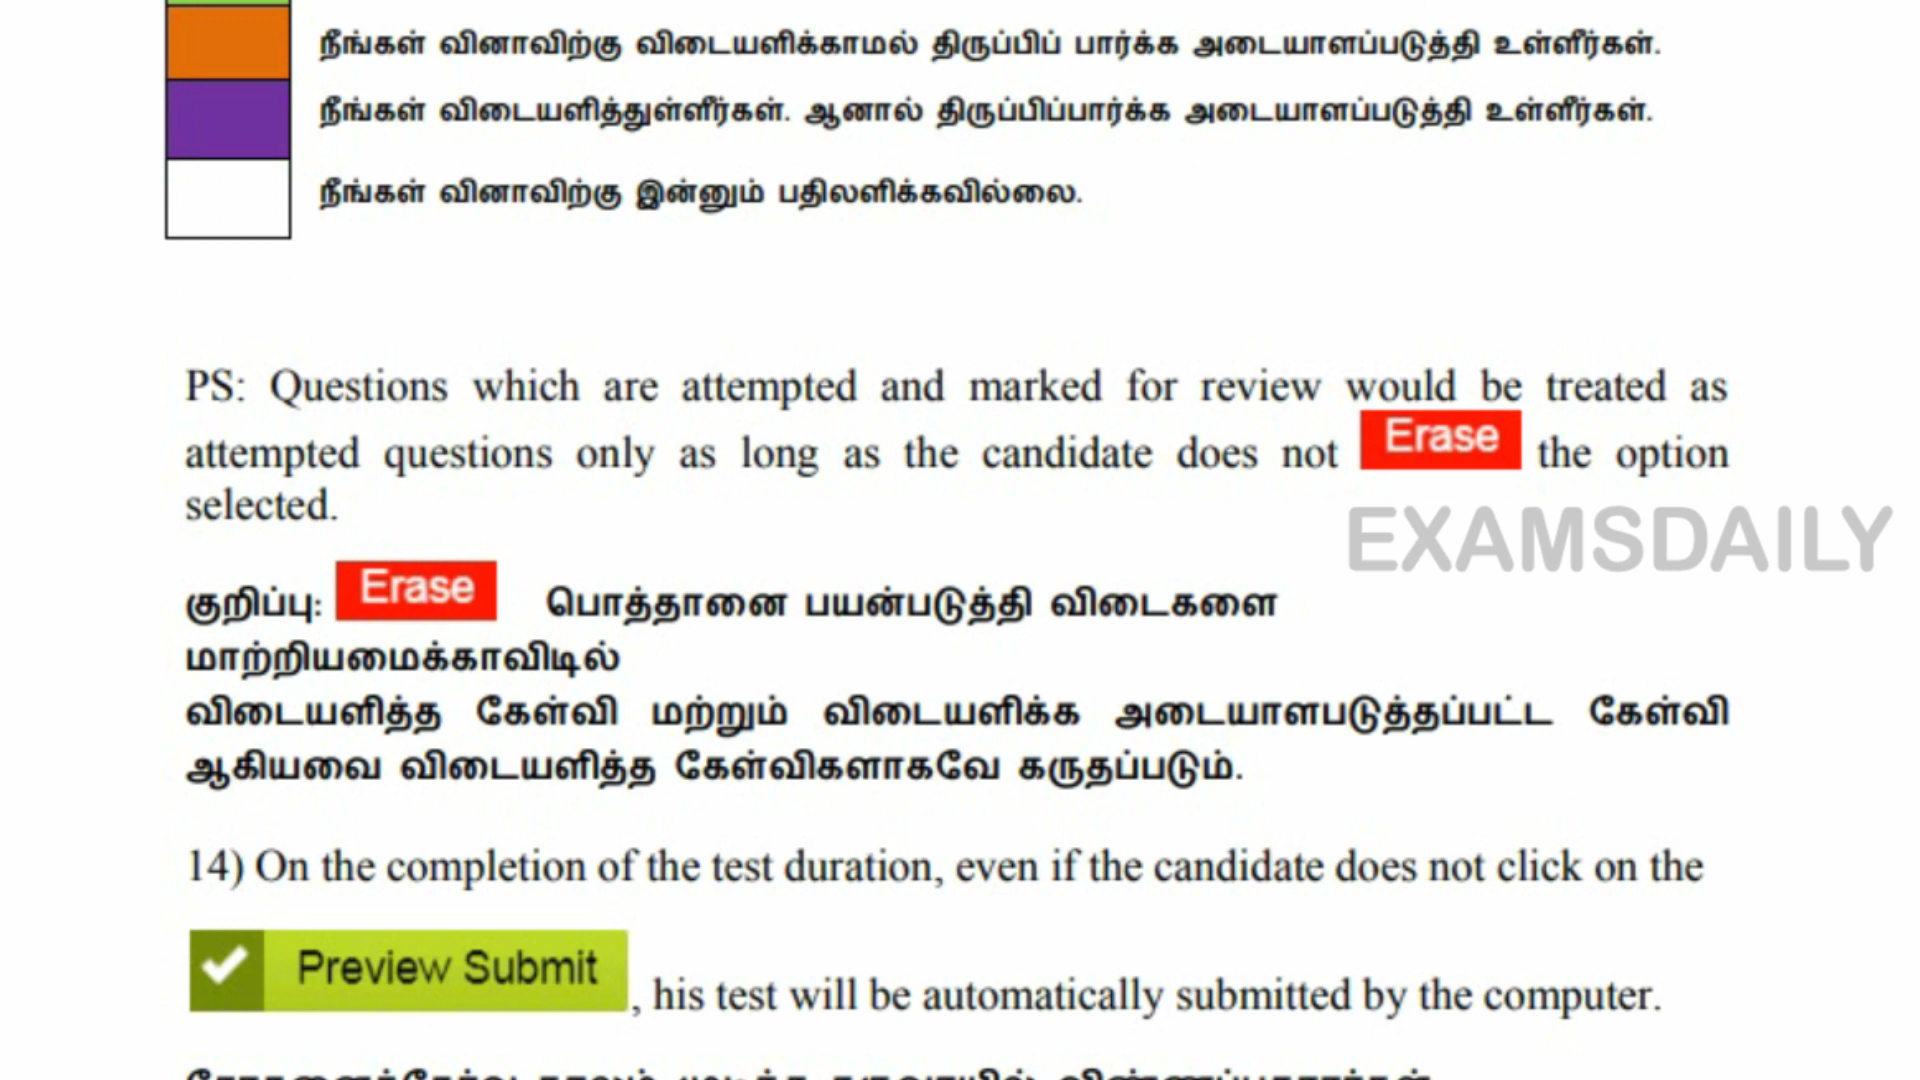 நீங்கள் வினாவிற்கு விடையளிக்காமல் திருப்பிப் பார்க்க அடையாளப்படுத்தி உள்ளீர்கள்.
நீங்கள் விடையளித்துள்ளீர்கள். ஆனால் திருப்பிப்பார்க்க அடையாளப்படுத்தி உள்ளீர்கள்.
நீங்கள் வினாவிற்கு இன்னும் பதிலளிக்கவில்லை.
PS: Questions which are attempted and marked for review would be treated as
attempted questions only as long as the candidate does not Erase the option
selected.
EXAMSDAILY
குறிப்பு: Erase பொத்தானை பயன்படுத்தி விடைகளை
மாற்றியமைக்காவிடில்
விடையளித்த கேள்வி மற்றும் விடையளிக்க அடையாளபடுத்தப்பட்ட கேள்வி
ஆகியவை விடையளித்த கேள்விகளாகவே கருதப்படும்.
14) On the completion of the test duration, even if the candidate does not click on the
Preview Submit , his test will be automatically submitted by the computer.